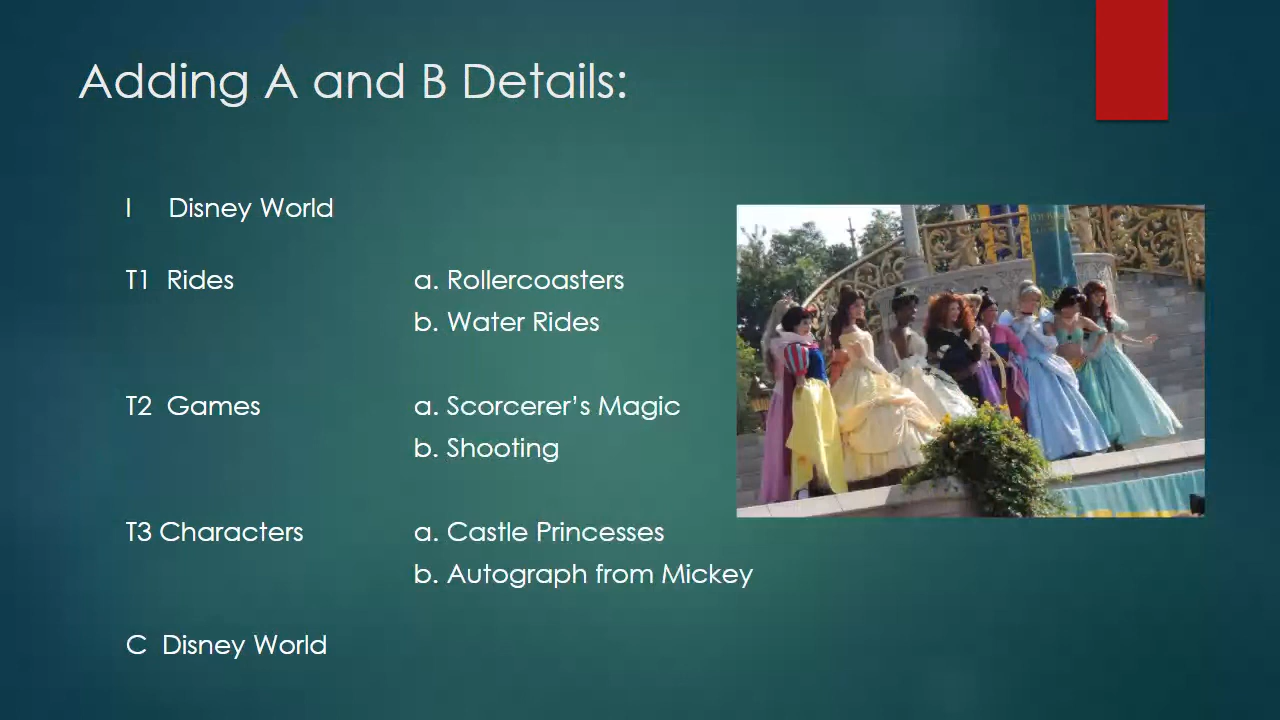 Adding A and B Details:
I Disney World
T1 Rides a. Rollercoasters
b. Water Rides
T2 Games a. Scorcerer’s Magic
b. Shooting
T3 Characters a. Castle Princesses
b. Autograph from Mickey
C Disney World